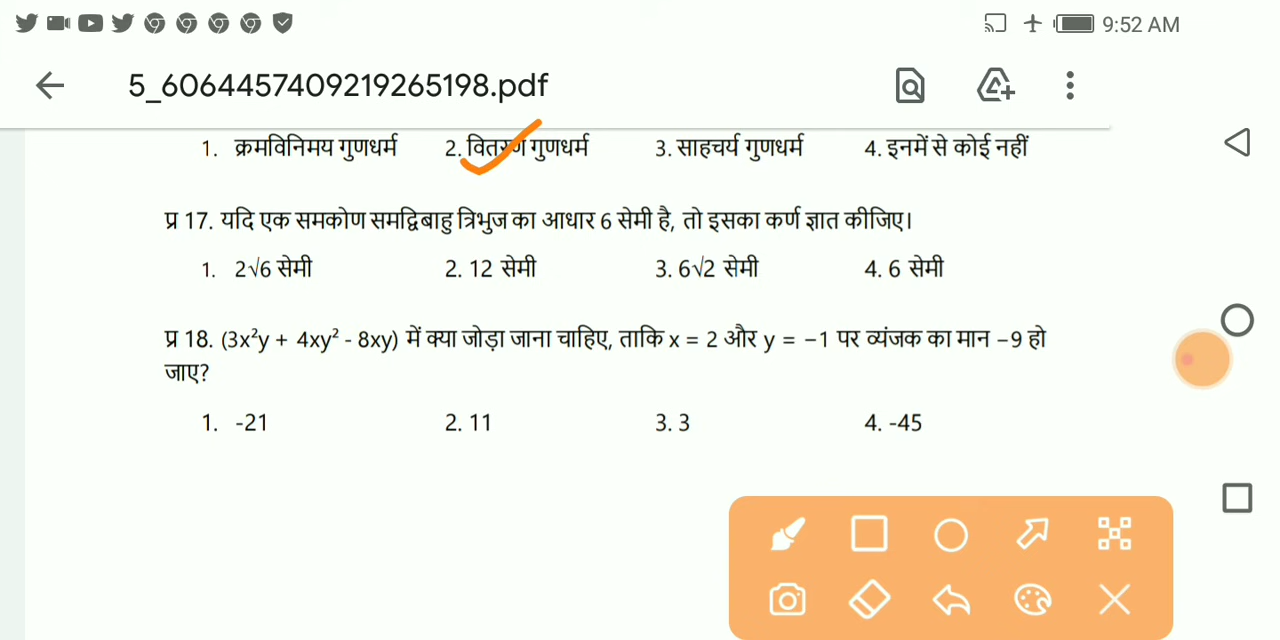 9:52 AM
5_6064457409219265198.pdf
1. क्रमविनिमय गुणधर्म 2. वितरण गुणधर्म 3. साहचर्य गुणधर्म 4. इनमें से कोई नहीं
प्र 17. यदि एक समकोण समद्विबाहु त्रिभुज का आधार 6 सेमी है, तो इसका कर्ण ज्ञात कीजिए।
1. 2√6 सेमी 2. 12 सेमी 3. 6√2 सेमी 4. 6 सेमी
प्र 18. (3x²y + 4xy² - 8xy) में क्या जोड़ा जाना चाहिए, ताकि x = 2 और y = −1 पर व्यंजक का मान −9 हो
जाए?
1. -21 2. 11 3. 3 4. -45